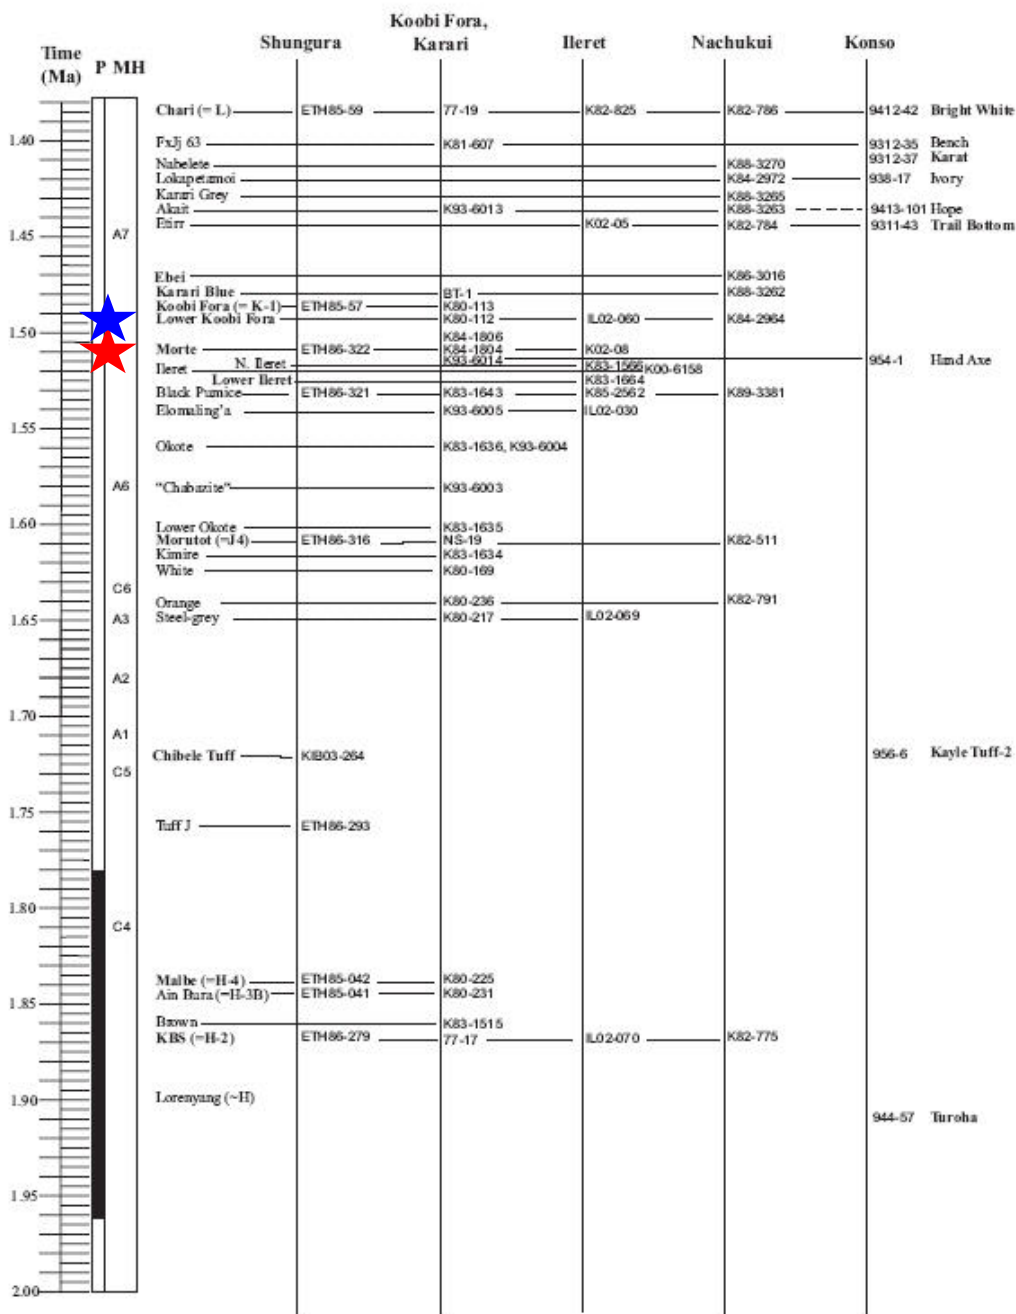 Koobi Fora,
Time (Ma) P MH Shungura Karari Ileret Nachukui Konso
Chari (= L) ETH85-59 77-19 K82-825 K82-786 9412-42 Bright White
1.40 FxJj 63 K81-607 9312-35 Bench
9312-37 Karat
Nabelete K88-3270
Lokapetamoi K84-2972 938-17 Ivory
Karari Grey K88-3265
Akait K93-6013 K88-3263 9413-101 Hope
Etirr K02-05 K82-784 9311-43 Trail Bottom
1.45 A7
Ebei K86-3016
Karari Blue BT-1 K88-3262
Koobi Fora (= K-1) ETH85-57 K80-113
Lower Koobi Fora K80-112 IL02-060 K84-2964
1.50 K84-1806
Morte ETH86-322 K84-1804 K02-08
K93-6014 954-1 Hand Axe
N. Ileret K83-1566
Ileret K00-6158
Lower Ileret K83-1664
Black Pumice ETH86-321 K83-1643 K85-2562 K89-3381
Elomaling'a K93-6005 IL02-030
1.55 Okote K83-1636, K93-6004
A6 "Chabazite" K93-6003
1.60 Lower Okote K83-1635
Morutot (=J4) ETH86-316 NS-19 K82-511
Kimire K83-1634
White K80-169
C6
Orange K80-236 K82-791
1.65 A3 Steel-grey K80-217 IL02-069
A2
1.70
A1
Chibele Tuff KIB03-264 956-6 Kayle Tuff-2
C5
1.75
Tuff J ETH86-293
1.80
C4
Malbe (=H-4) ETH85-042 K80-225
Ain Bura (=H-3B) ETH85-041 K80-231
1.85
Brown K83-1515
KBS (=H-2) ETH86-279 77-17 IL02-070 K82-775
1.90 Lorenyang (~H)
944-57 Turoha
1.95
2.00